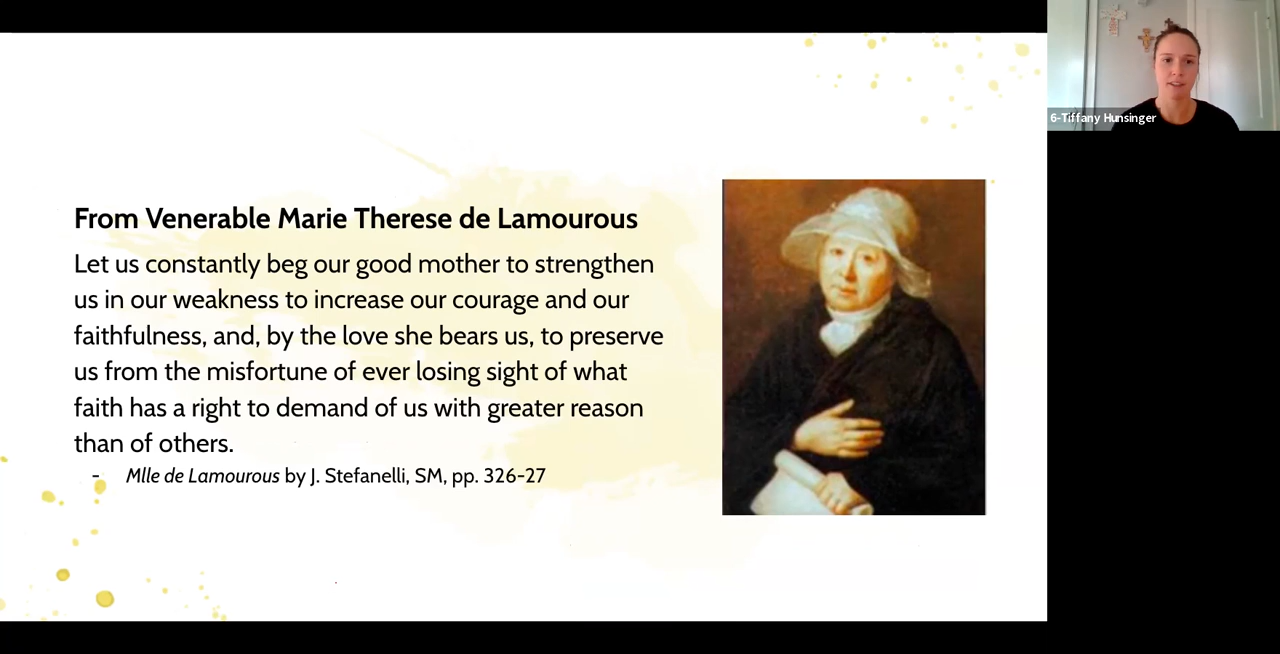 From Venerable Marie Therese de Lamourous
Let us constantly beg our good mother to strengthen
us in our weakness to increase our courage and our
faithfulness, and, by the love she bears us, to preserve
us from the misfortune of ever losing sight of what
faith has a right to demand of us with greater reason
than of others.
- Mlle de Lamourous by J. Stefanelli, SM, pp. 326-27
6-Tiffany Hunsinger